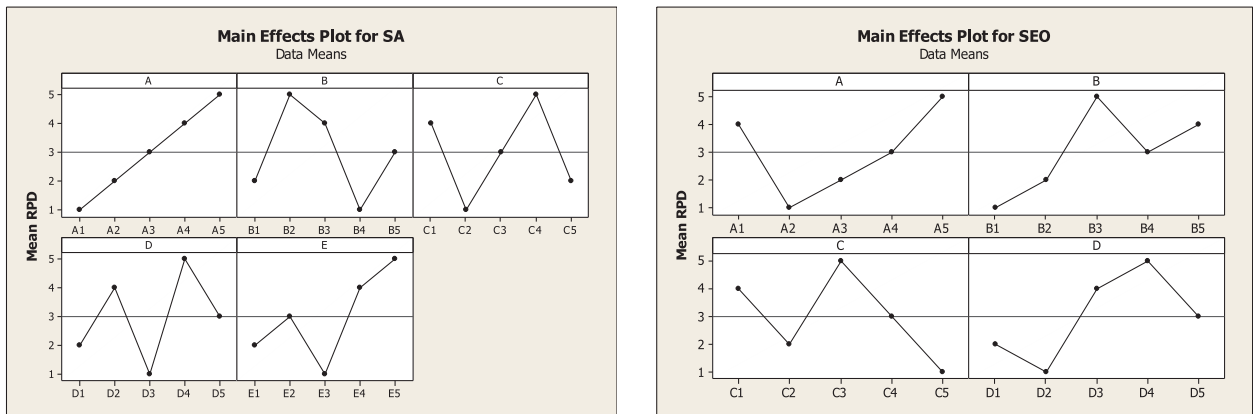 Main Effects Plot for SA
Data Means
A B C
5
4
3
2
1
A1 A2 A3 A4 A5 B1 B2 B3 B4 B5 C1 C2 C3 C4 C5
Mean RPD
D E
5
4
3
2
1
D1 D2 D3 D4 D5 E1 E2 E3 E4 E5
Main Effects Plot for SEO
Data Means
A B
5
4
3
2
1
A1 A2 A3 A4 A5 B1 B2 B3 B4 B5
Mean RPD
C D
5
4
3
2
1
C1 C2 C3 C4 C5 D1 D2 D3 D4 D5